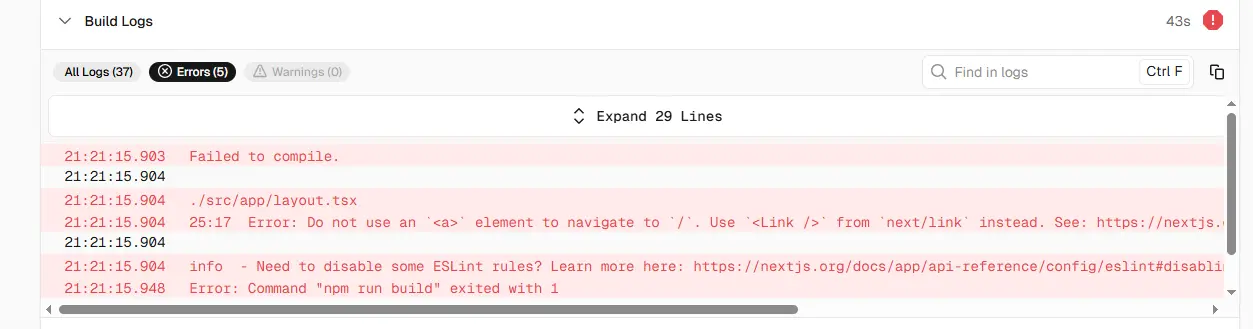 Build Logs 43s
All Logs (37) Errors (5) Warnings (0) Find in logs Ctrl F
Expand 29 Lines
21:21:15.903 Failed to compile.
21:21:15.904
21:21:15.904 ./src/app/layout.tsx
21:21:15.904 25:17 Error: Do not use an `<a>` element to navigate to `/`. Use `<Link />` from `next/link` instead. See: https://nextjs.
21:21:15.904
21:21:15.904 info - Need to disable some ESLint rules? Learn more here: https://nextjs.org/docs/app/api-reference/config/eslint#disabli
21:21:15.948 Error: Command "npm run build" exited with 1